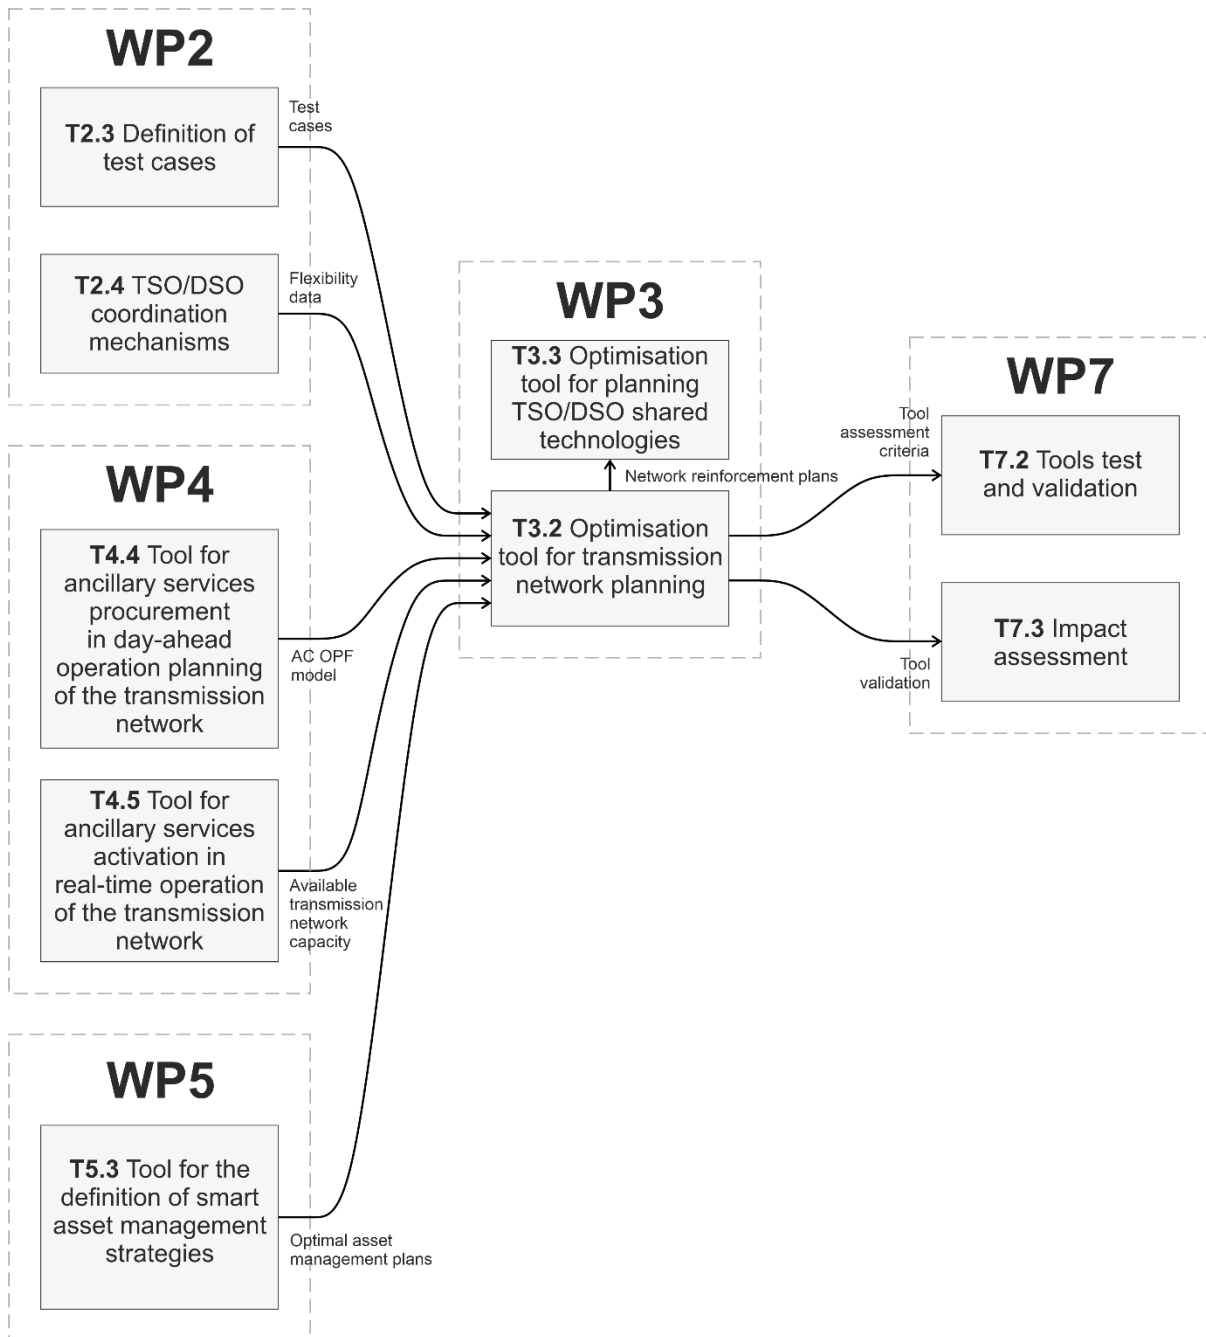 WP2
T2.3 Definition of
test cases
Test
cases
T2.4 TSO/DSO
coordination
mechanisms
Flexibility
data
WP4
T4.4 Tool for
ancillary services
procurement
in day-ahead
operation planning
of the transmission
network
AC OPF
model
T4.5 Tool for
ancillary services
activation in
real-time operation
of the transmission
network
Available
transmission
network
capacity
WP5
T5.3 Tool for the
definition of smart
asset management
strategies
Optimal asset
management plans
WP3
T3.3 Optimisation
tool for planning
TSO/DSO shared
technologies
Network reinforcement plans
T3.2 Optimisation
tool for transmission
network planning
WP7
Tool
assessment
criteria
T7.2 Tools test
and validation
T7.3 Impact
assessment
Tool
validation